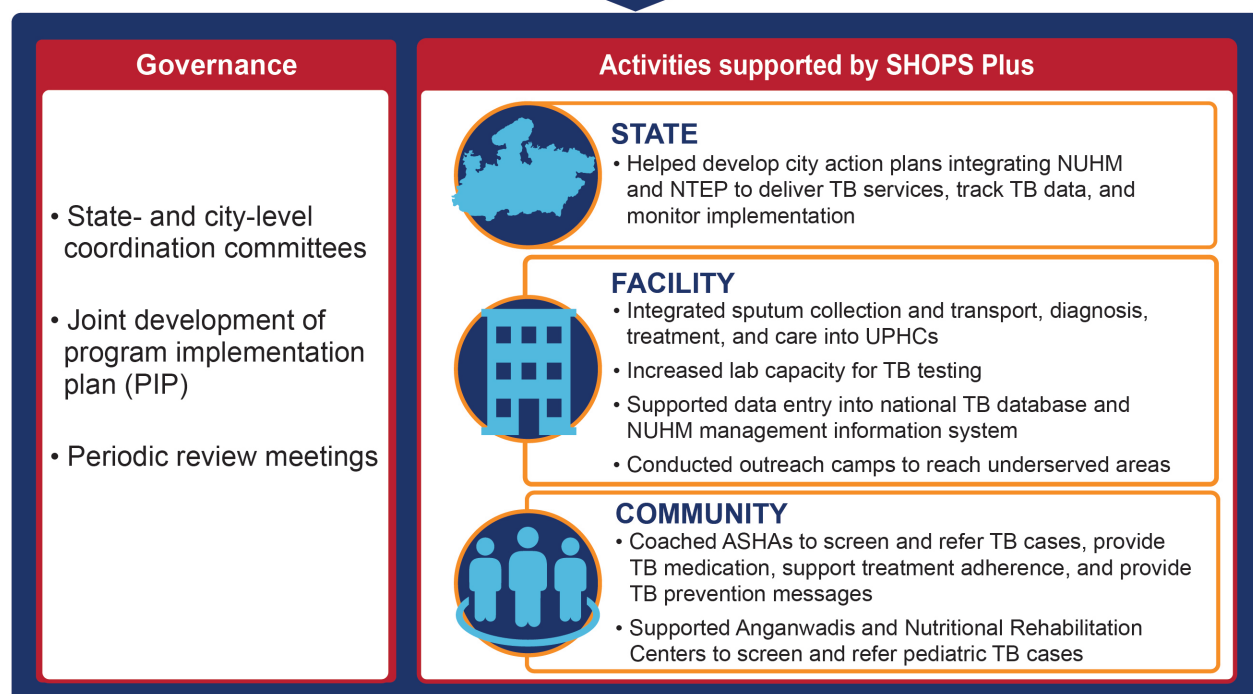 Governance
• State- and city-level
coordination committees
• Joint development of
program implementation
plan (PIP)
• Periodic review meetings
Activities supported by SHOPS Plus
STATE
• Helped develop city action plans integrating NUHM
and NTEP to deliver TB services, track TB data, and
monitor implementation
FACILITY
• Integrated sputum collection and transport, diagnosis,
treatment, and care into UPHCs
• Increased lab capacity for TB testing
• Supported data entry into national TB database and
NUHM management information system
• Conducted outreach camps to reach underserved areas
COMMUNITY
• Coached ASHAs to screen and refer TB cases, provide
TB medication, support treatment adherence, and provide
TB prevention messages
• Supported Anganwadis and Nutritional Rehabilitation
Centers to screen and refer pediatric TB cases